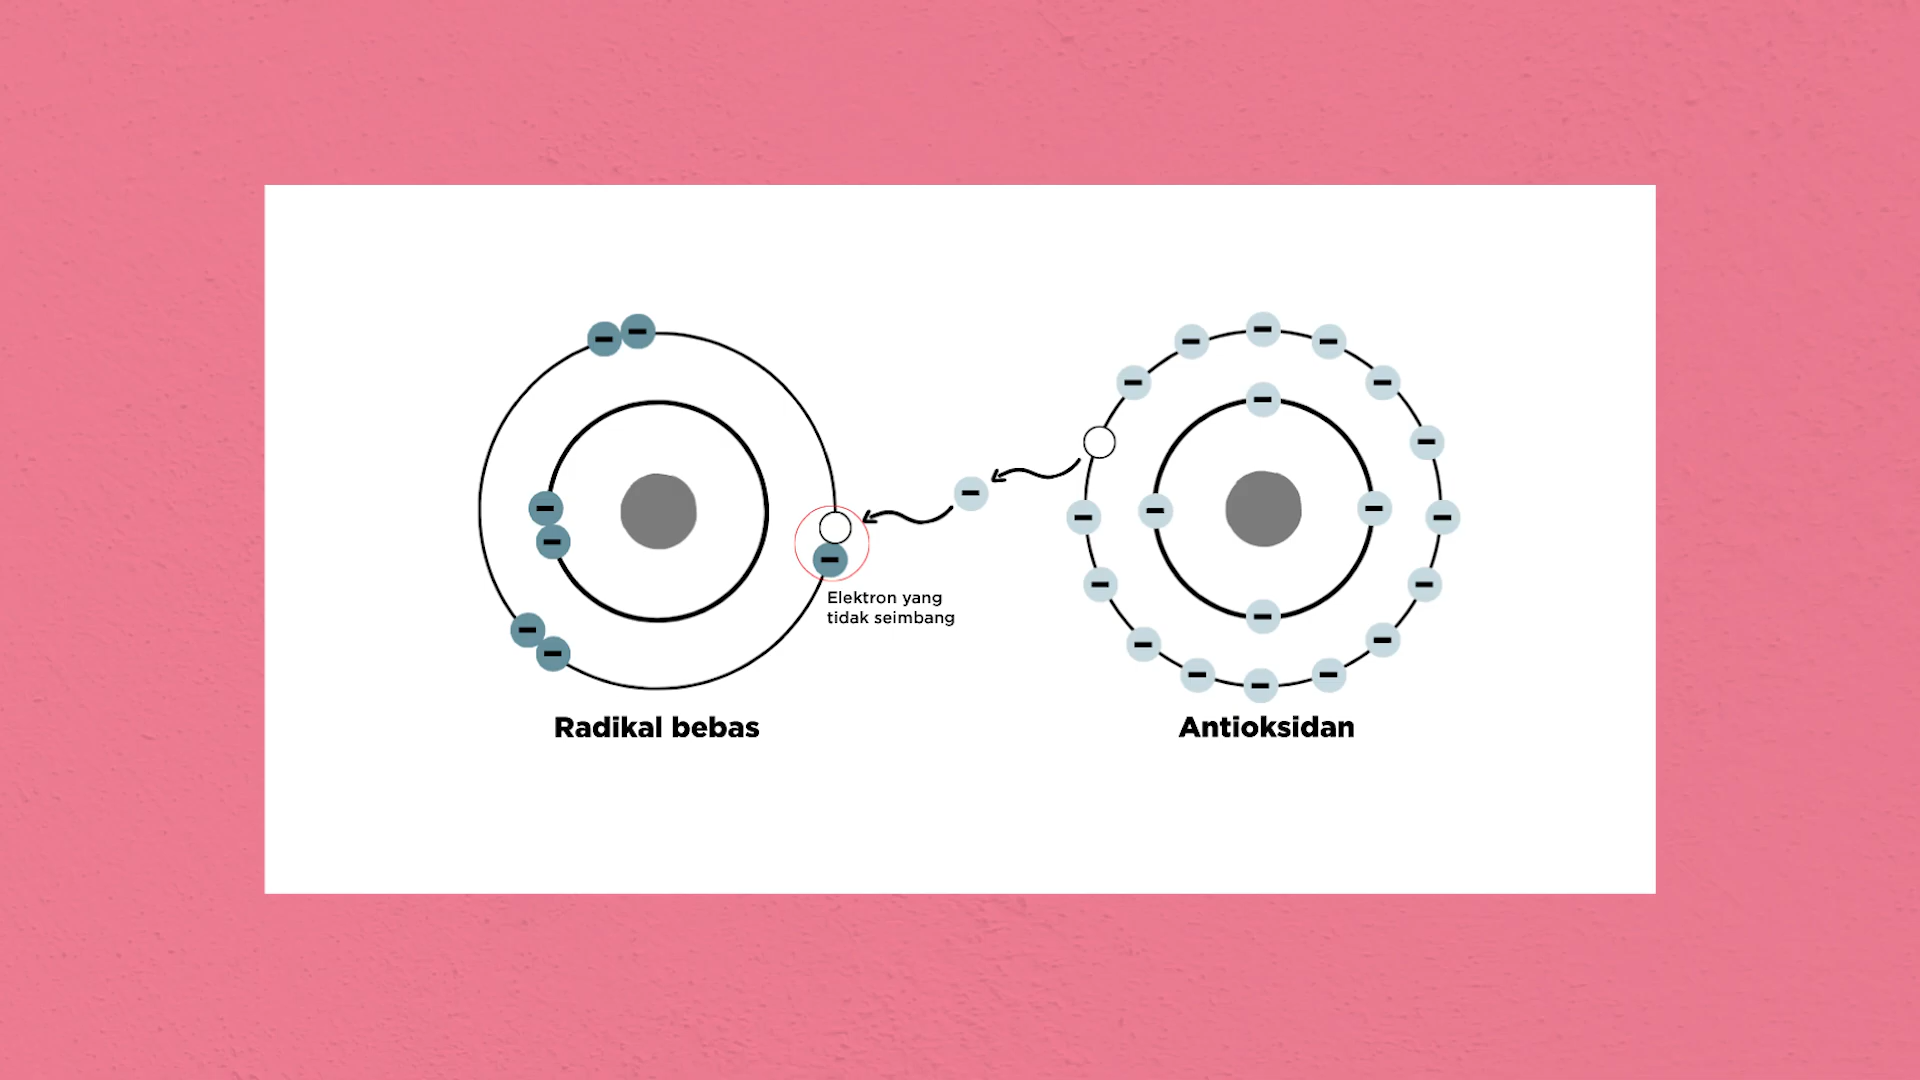 Elektron yang
tidak seimbang
Radikal bebas
Antioksidan